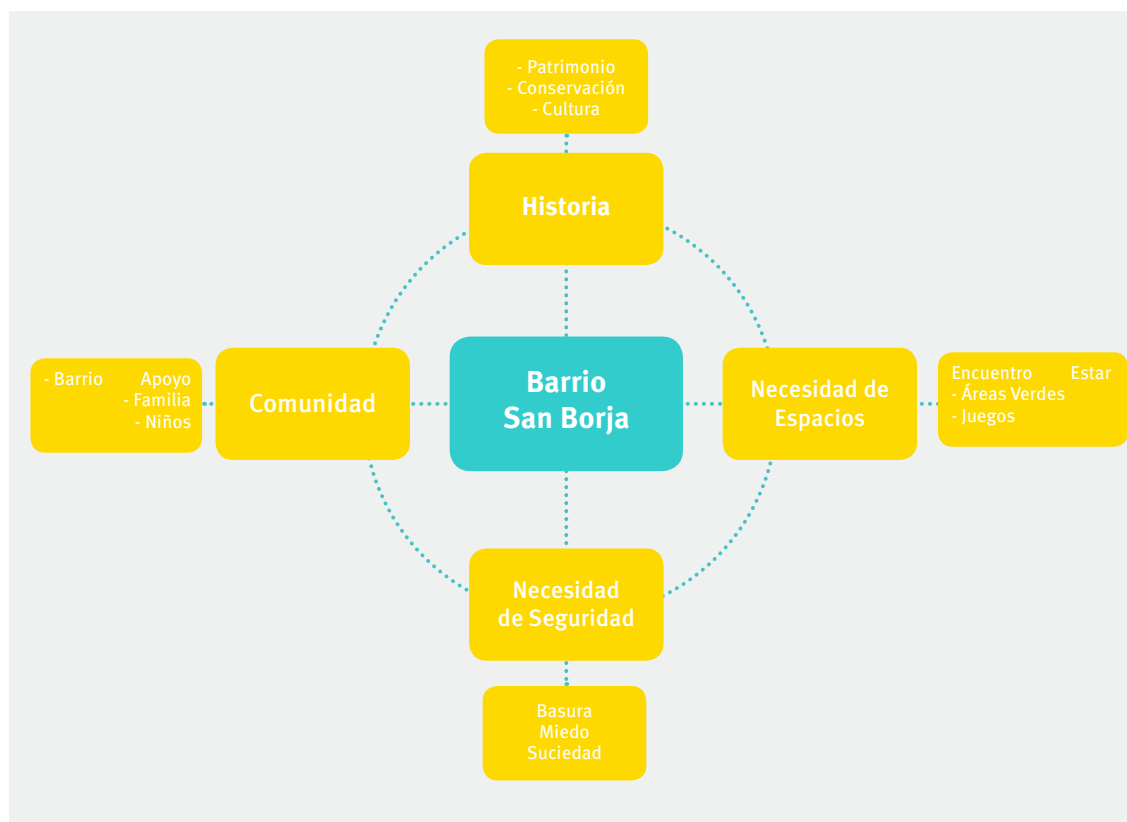 - Patrimonio
- Conservación
- Cultura
Historia
- Barrio Apoyo
- Familia
- Niños
Comunidad
Barrio
San Borja
Necesidad de
Espacios
Encuentro Estar
- Áreas Verdes
- Juegos
Necesidad
de Seguridad
Basura
Miedo
Suciedad